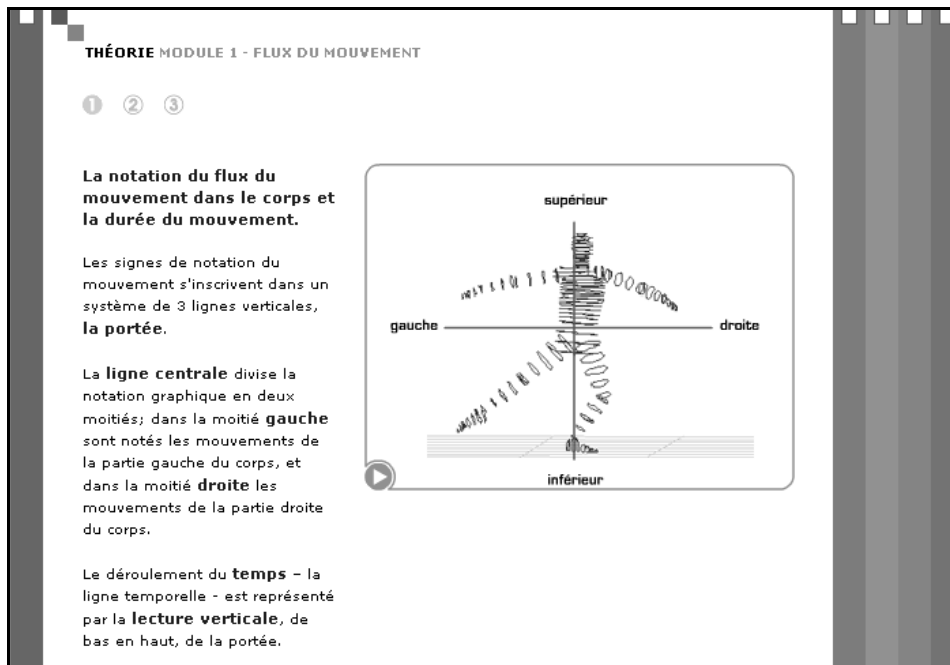 THÉORIE MODULE 1 - FLUX DU MOUVEMENT
1 2 3
La notation du flux du
mouvement dans le corps et
la durée du mouvement.
Les signes de notation du
mouvement s'inscrivent dans un
système de 3 lignes verticales,
la portée.
La ligne centrale divise la
notation graphique en deux
moitiés; dans la moitié gauche
sont notés les mouvements de
la partie gauche du corps, et
dans la moitié droite les
mouvements de la partie droite
du corps.
Le déroulement du temps – la
ligne temporelle - est représenté
par la lecture verticale, de
bas en haut, de la portée.
supérieur
gauche
droite
inférieur